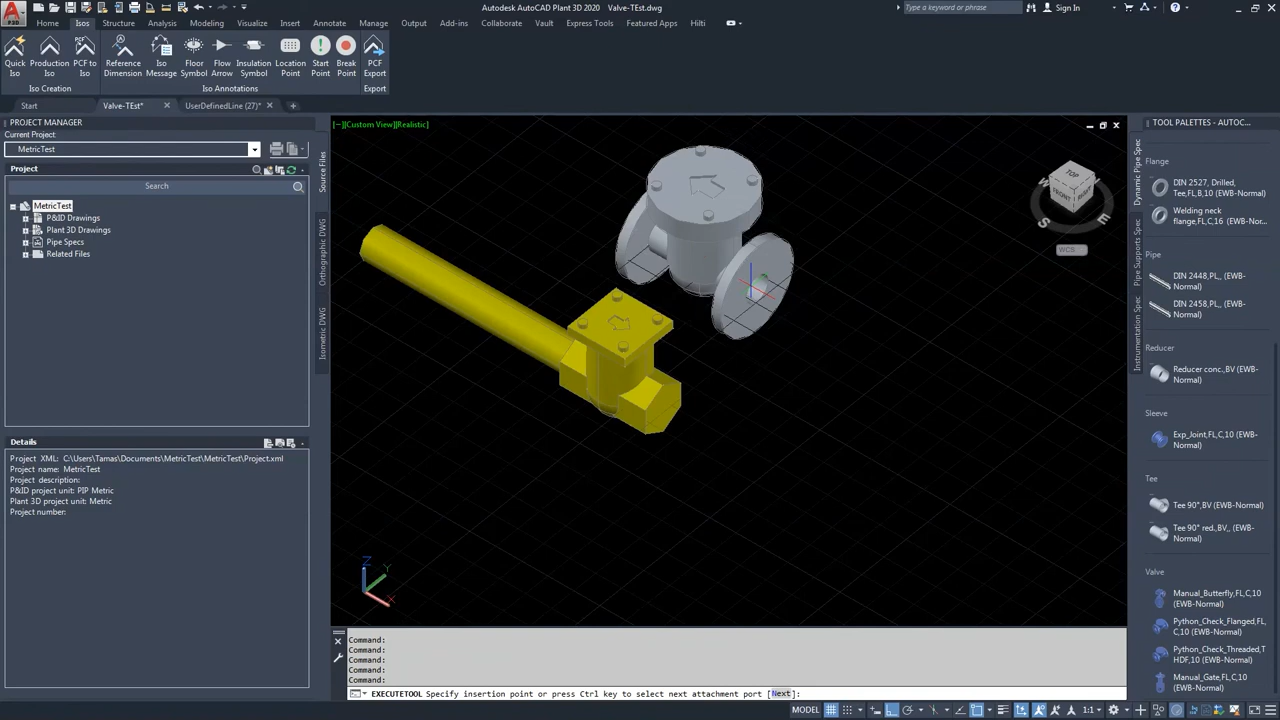 P3D
Autodesk AutoCAD Plant 3D 2020 Valve-TEst.dwg
Type a keyword or phrase
Sign In
Home
Isos
Structure
Analysis
Modeling
Visualize
Insert
Annotate
Manage
Output
Add-ins
Collaborate
Vault
Express Tools
Featured Apps
Hilti
Quick
Iso
Production
Iso
PCF to
Iso
Reference
Dimension
Iso
Message
Floor
Symbol
Flow
Arrow
Insulation
Symbol
Location
Point
Start
Point
Break
Point
PCF
Export
Iso Creation
Iso Annotations
Export
Start
Valve-TEst*
UserDefinedLine (27)*
PROJECT MANAGER
Current Project:
MetricTest
Project
Search
MetricTest
P&ID Drawings
Plant 3D Drawings
Pipe Specs
Related Files
Source Files
Orthographic DWG
Isometric DWG
Details
Project XML: C:\Users\Tamas\Documents\MetricTest\MetricTest\Project.xml
Project name: MetricTest
Project description:
P&ID project unit: PIP Metric
Plant 3D project unit: Metric
Project number:
[−][Custom View][Realistic]
TOP
FRONT
RIGHT
W
N
S
E
WCS
Z
Y
X
Command:
Command:
Command:
Command:
Command:
EXECUTETOOL Specify insertion point or press Ctrl key to select next attachment port [Next]:
MODEL
1:1
TOOL PALETTES - AUTOC...
Dynamic Pipe Spec
Pipe Supports Spec
Instrumentation Spec
Flange
DIN 2527, Drilled,
Tee.FL,B,10 (EWB-Nor...
Welding neck
flange,FL,C,16 (EWB-Nor...
Pipe
DIN 2448,PL,, (EWB-
Normal)
DIN 2458,PL,, (EWB-
Normal)
Reducer
Reducer conc.,BV (EWB-
Normal)
Sleeve
Exp_Joint,FL,C,10 (EWB-
Normal)
Tee
Tee 90°,BV (EWB-Normal)
Tee 90° red.,BV,, (EWB-
Normal)
Valve
Manual_Butterfly,FL,C,10
(EWB-Normal)
Python_Check_Flanged,FL,
C,10 (EWB-Normal)
Python_Check_Threaded,T
HDF,10 (EWB-Normal)
Manual_Gate,FL,C,10
(EWB-Normal)